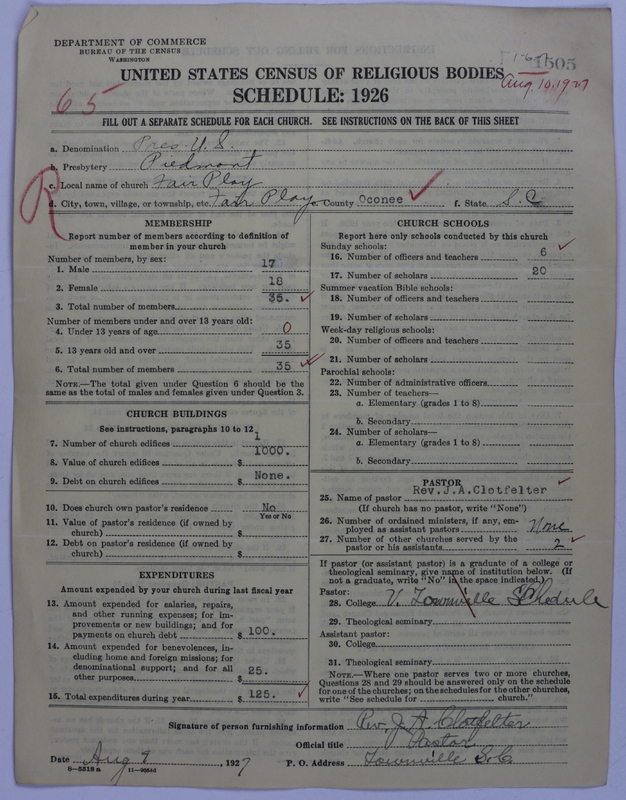 DEPARTMENT OF COMMERCE
BUREAU OF THE CENSUS
WASHINGTON
1505
Aug. 10, 1927
UNITED STATES CENSUS OF RELIGIOUS BODIES
65
SCHEDULE: 1926
FILL OUT A SEPARATE SCHEDULE FOR EACH CHURCH. SEE INSTRUCTIONS ON THE BACK OF THIS SHEET
a. Denomination Pres. U. S.
b. Presbytery Piedmont
c. Local name of church Fair Play
d. City, town, village, or township, etc. Fair Play e. County Oconee f. State S. C
R
MEMBERSHIP
Report number of members according to definition of
member in your church
Number of members, by sex:
1. Male 17
2. Female 18
3. Total number of members 35.
Number of members under and over 13 years old:
4. Under 13 years of age 0
5. 13 years old and over 35
6. Total number of members 35
NOTE.—The total given under Question 6 should be
same as the total of males and females given under Question 3.
CHURCH BUILDINGS
See instructions, paragraphs 10 to 12
7. Number of church edifices 1
8. Value of church edifices $ 1000.
9. Debt on church edifices $ None.
10. Does church own pastor's residence No
Yes or No
11. Value of pastor's residence (if owned by
church) $
12. Debt on pastor's residence (if owned by
church) $
EXPENDITURES
Amount expended by your church during last fiscal year
13. Amount expended for salaries, repairs,
and other running expenses; for im-
provements or new buildings; and for
payments on church debt $ 100.
14. Amount expended for benevolences, in-
cluding home and foreign missions; for
denominational support; and for all
other purposes $ 25.
15. Total expenditures during year $ 125.
CHURCH SCHOOLS
Report here only schools conducted by this church
Sunday schools:
16. Number of officers and teachers 6
17. Number of scholars 20
Summer vacation Bible schools:
18. Number of officers and teachers
19. Number of scholars
Week-day religious schools:
20. Number of officers and teachers
21. Number of scholars
Parochial schools:
22. Number of administrative officers
23. Number of teachers—
a. Elementary (grades 1 to 8)
b. Secondary
24. Number of scholars—
a. Elementary (grades 1 to 8)
b. Secondary
PASTOR
25. Name of pastor Rev. J.A.Clotfelter
(If church has no pastor, write "None")
26. Number of ordained ministers, if any, em-
ployed as assistant pastors None
27. Number of other churches served by the
pastor or his assistants 2
If pastor (or assistant pastor) is a graduate of a college or
theological seminary, give name of institution below. (If
not a graduate, write "No" in the space indicated.)
Pastor:
28. College V. Townville Schedule
29. Theological seminary
Assistant pastor:
30. College
31. Theological seminary
NOTE.—Where one pastor serves two or more churches,
Questions 28 and 29 should be answered only on the schedule
for one of the churches; on the schedules for the other churches,
write "See schedule for church."
Signature of person furnishing information Rev. J. A. Clotfelter
Official title Pastor
Date Aug 9, 1927 P. O. Address Townville S. C.
8—5518 a 11—9584d